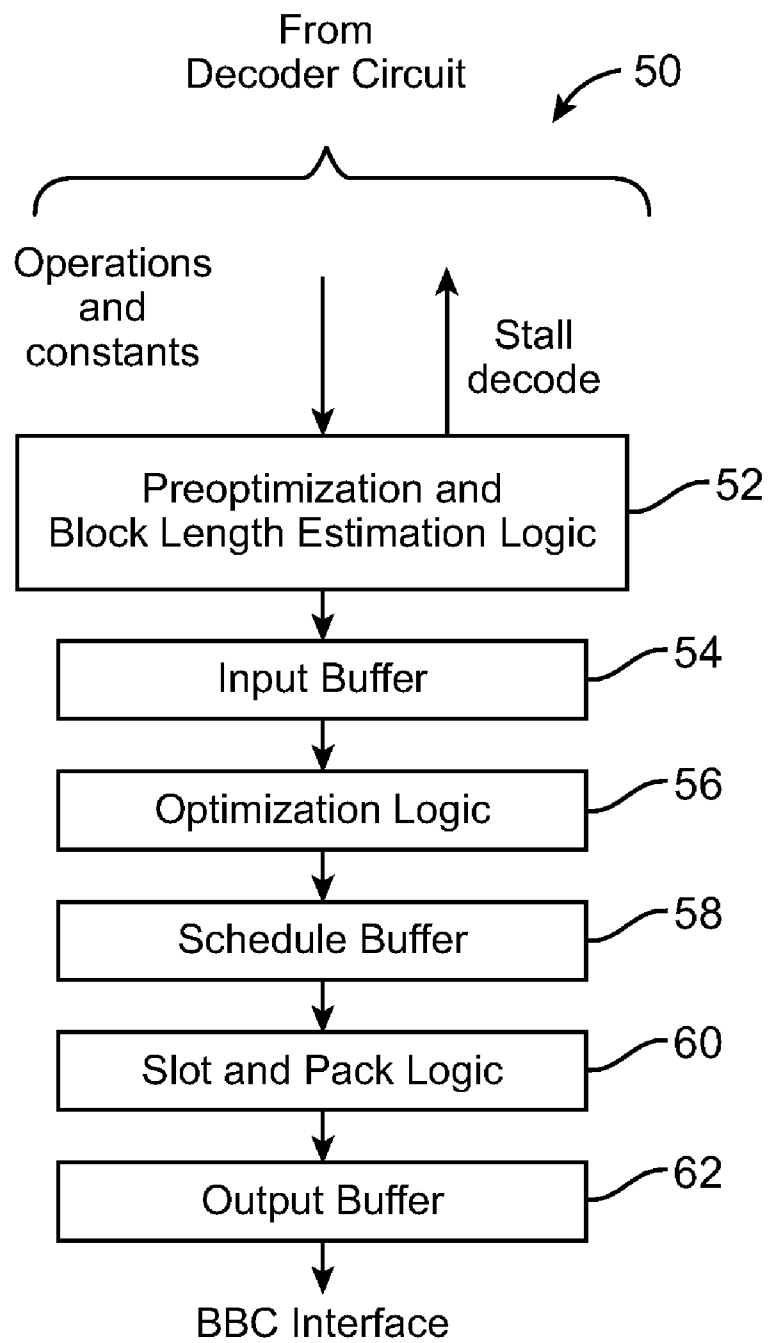 From
Decoder Circuit
50
Operations
and
constants
Stall
decode
Preoptimization and
Block Length Estimation Logic
52
Input Buffer
54
Optimization Logic
56
Schedule Buffer
58
Slot and Pack Logic
60
Output Buffer
62
BBC Interface